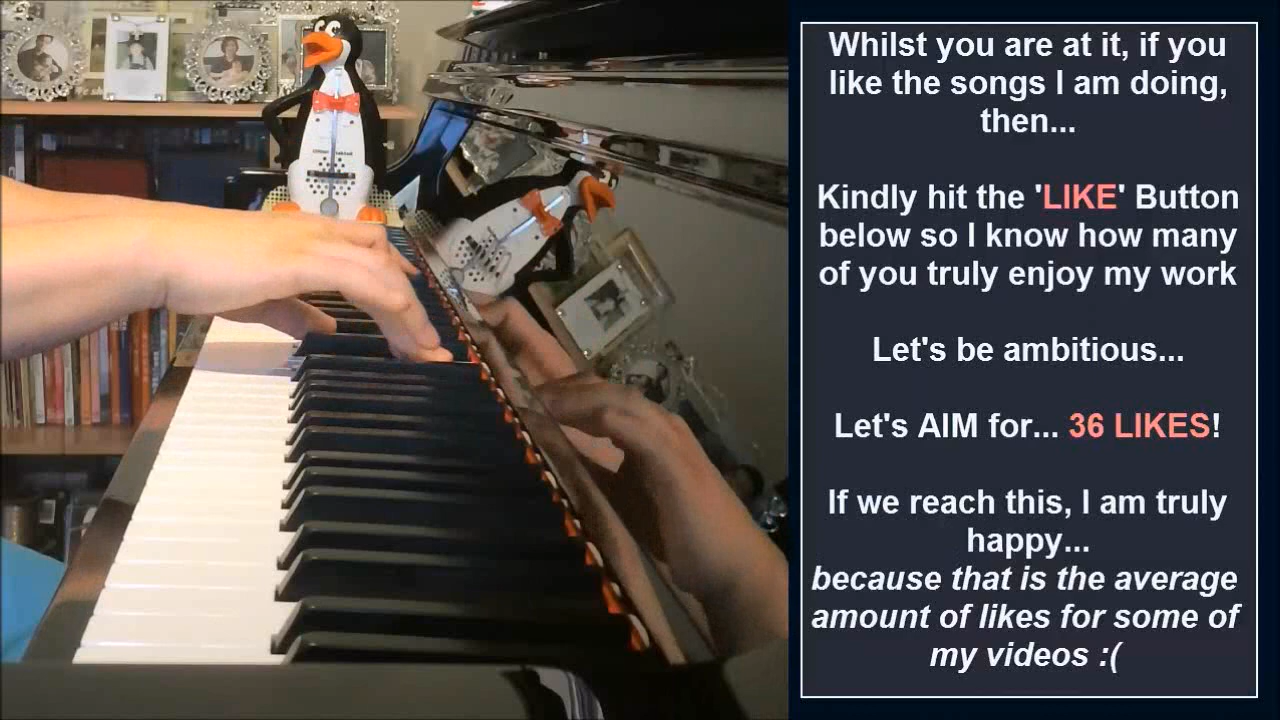 Whilst you are at it, if you
like the songs I am doing,
then...
Kindly hit the 'LIKE' Button
below so I know how many
of you truly enjoy my work
Let's be ambitious...
Let's AIM for... 36 LIKES!
If we reach this, I am truly
happy...
because that is the average
amount of likes for some of
my videos :(